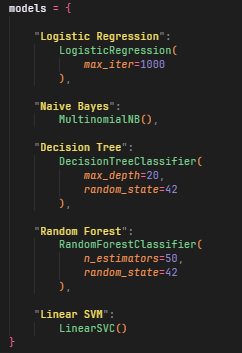 models = {
"Logistic Regression":
LogisticRegression(
max_iter=1000
),
"Naive Bayes":
MultinomialNB(),
"Decision Tree":
DecisionTreeClassifier(
max_depth=20,
random_state=42
),
"Random Forest":
RandomForestClassifier(
n_estimators=50,
random_state=42
),
"Linear SVM":
LinearSVC()
}